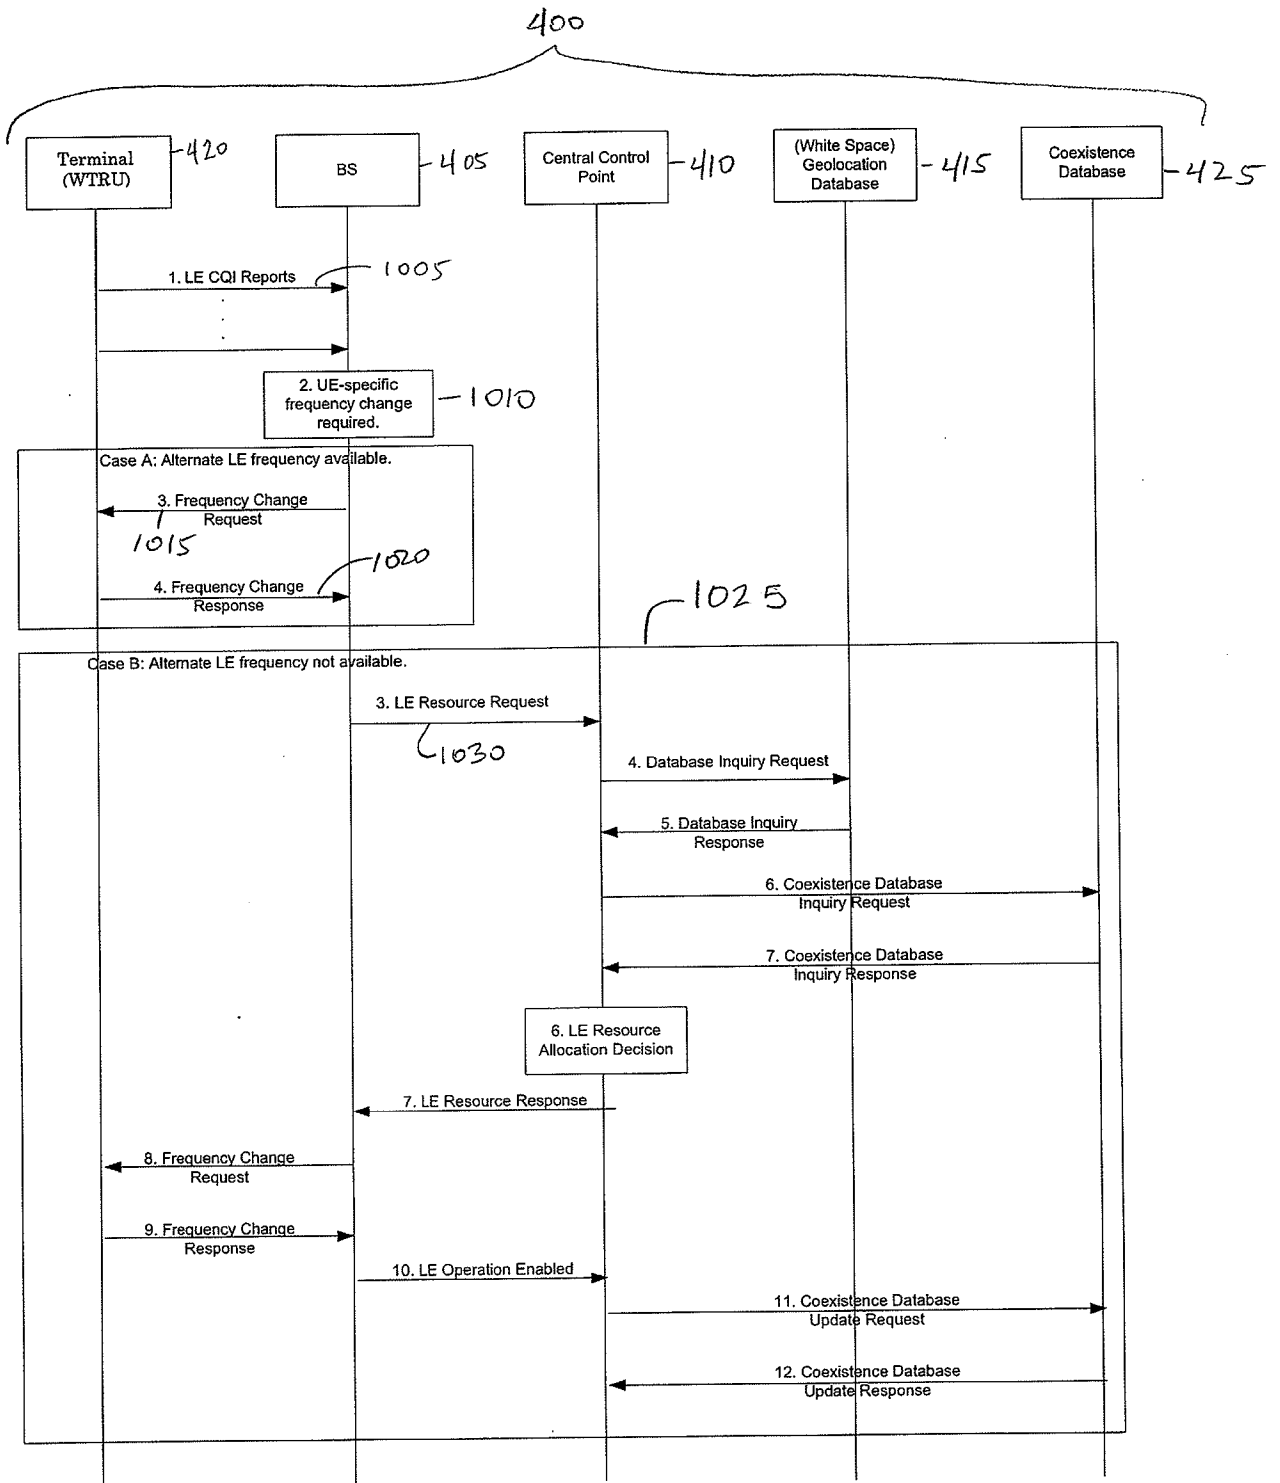 400
Terminal
(WTRU)
420
BS
405
Central Control
Point
410
(White Space)
Geolocation
Database
415
Coexistence
Database
425
1. LE CQI Reports
1005
2. UE-specific
frequency change
required.
1010
Case A: Alternate LE frequency available.
3. Frequency Change
Request
1015
4. Frequency Change
Response
1020
1025
Case B: Alternate LE frequency not available.
3. LE Resource Request
1030
4. Database Inquiry Request
5. Database Inquiry
Response
6. Coexistence Database
Inquiry Request
7. Coexistence Database
Inquiry Response
6. LE Resource
Allocation Decision
7. LE Resource Response
8. Frequency Change
Request
9. Frequency Change
Response
10. LE Operation Enabled
11. Coexistence Database
Update Request
12. Coexistence Database
Update Response